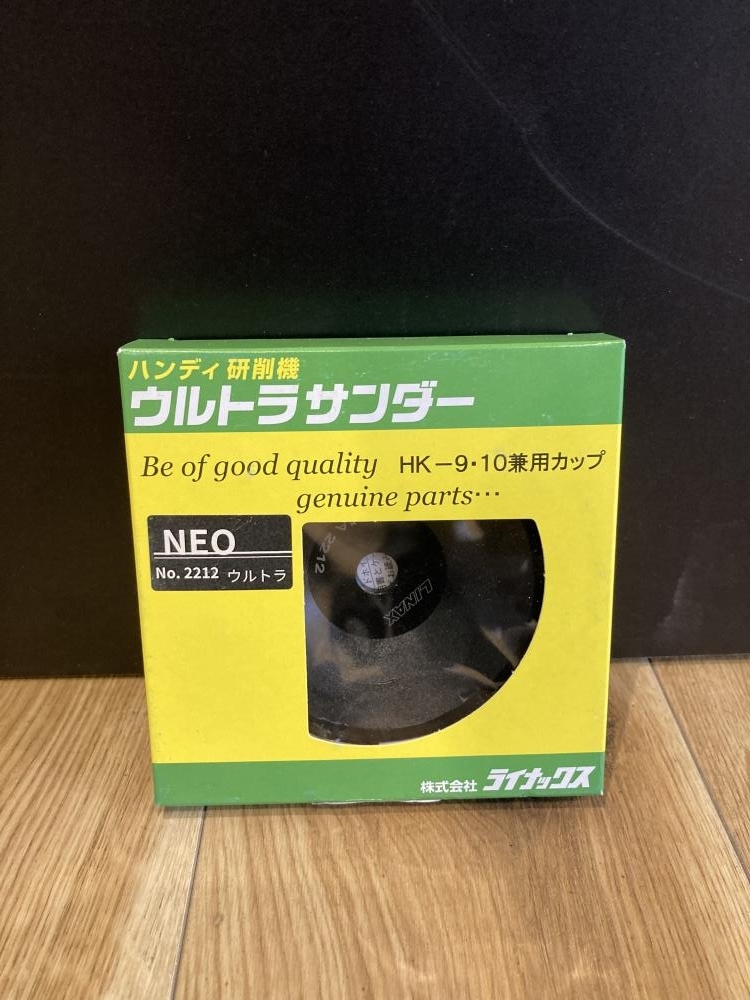 ハンディ研削機
ウルトラサンダー
Be of good quality HK－9・10兼用カップ
genuine parts…
NEO
No. 2212 ウルトラ
2212
LINAX
株式会社 ライナックス